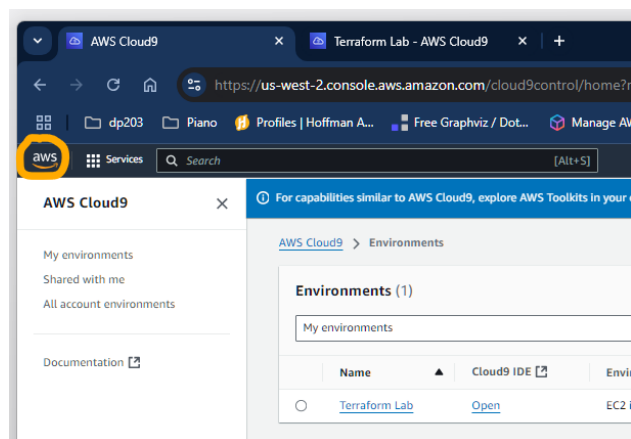 AWS Cloud9
Terraform Lab - AWS Cloud9
https://us-west-2.console.aws.amazon.com/cloud9control/home?r
dp203
Piano
Profiles | Hoffman A...
Free Graphviz / Dot...
Manage AW
aws
Services
Search
[Alt+S]
AWS Cloud9
For capabilities similar to AWS Cloud9, explore AWS Toolkits in your
My environments
Shared with me
All account environments
Documentation
AWS Cloud9 > Environments
Environments (1)
My environments
Name
Cloud9 IDE
Envi
Terraform Lab
Open
EC2 i